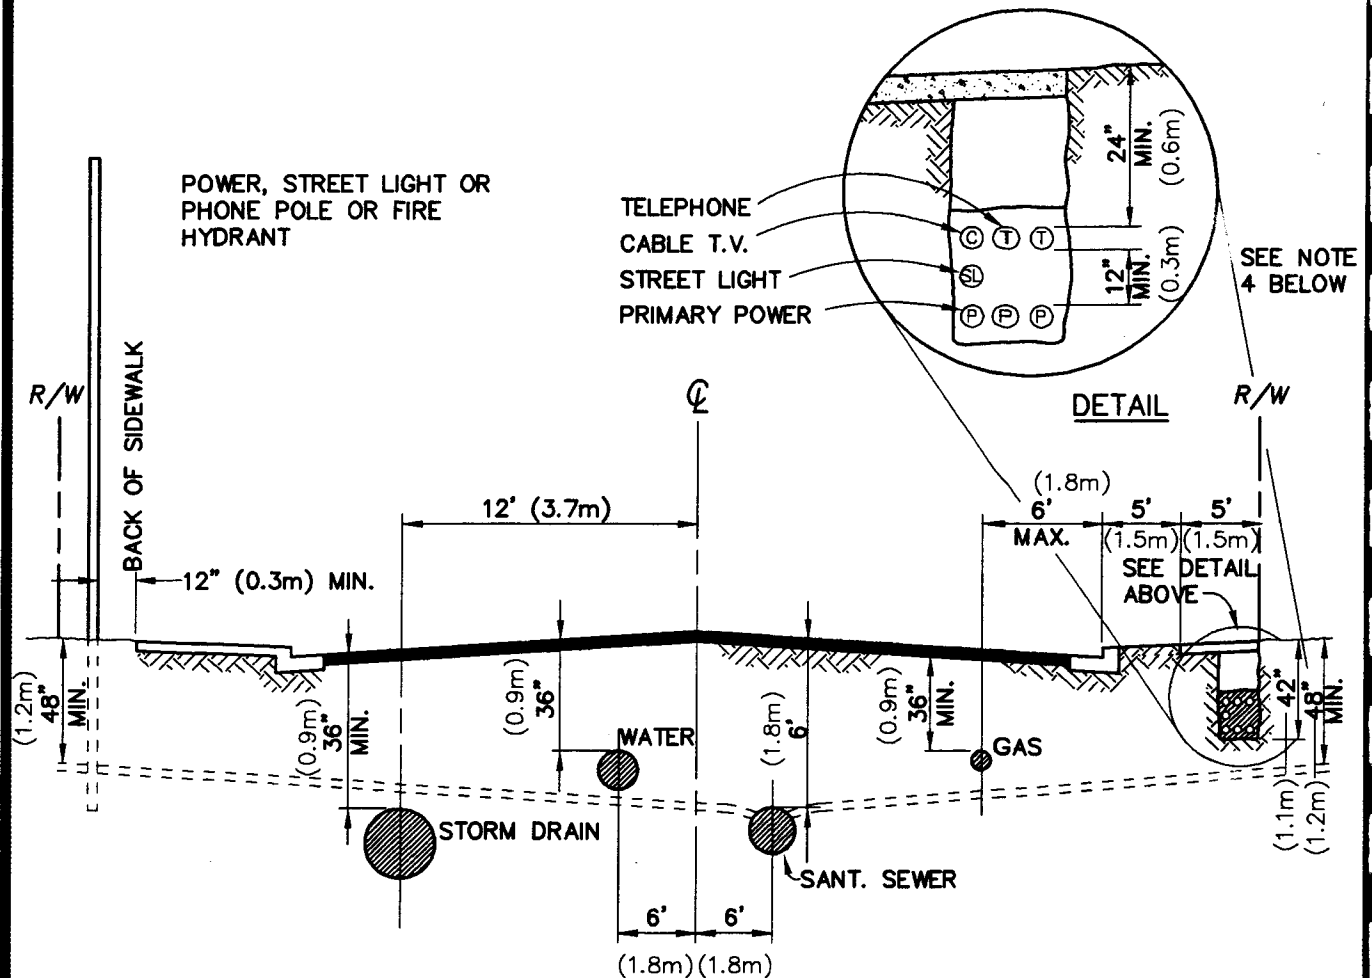 POWER, STREET LIGHT OR
PHONE POLE OR FIRE
HYDRANT
TELEPHONE
CABLE T.V.
STREET LIGHT
PRIMARY POWER
C T T
SL
P P P
24"
MIN.
(0.6m)
12"
MIN.
(0.3m)
SEE NOTE
4 BELOW
DETAIL
R/W
BACK OF SIDEWALK
℄
R/W
12' (3.7m)
(1.8m)
6'
MAX.
5'
(1.5m)
5'
(1.5m)
SEE DETAIL
ABOVE
12" (0.3m) MIN.
48"
MIN.
(1.2m)
36"
MIN.
(0.9m)
36"
(0.9m)
WATER
6'
(1.8m)
36"
MIN.
(0.9m)
GAS
42"
(1.1m)
48"
MIN.
(1.2m)
STORM DRAIN
SANT. SEWER
6' 6'
(1.8m) (1.8m)